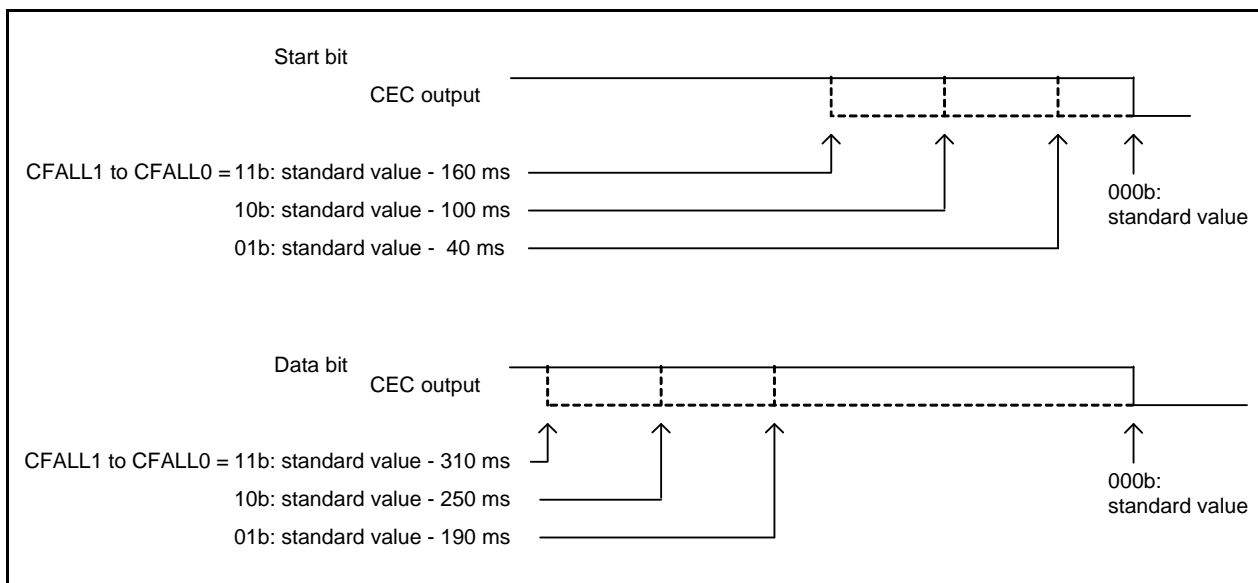 Start bit
CEC output
CFALL1 to CFALL0 = 11b: standard value - 160 ms
10b: standard value - 100 ms
01b: standard value - 40 ms
000b:
standard value
Data bit
CEC output
CFALL1 to CFALL0 = 11b: standard value - 310 ms
10b: standard value - 250 ms
01b: standard value - 190 ms
000b:
standard value